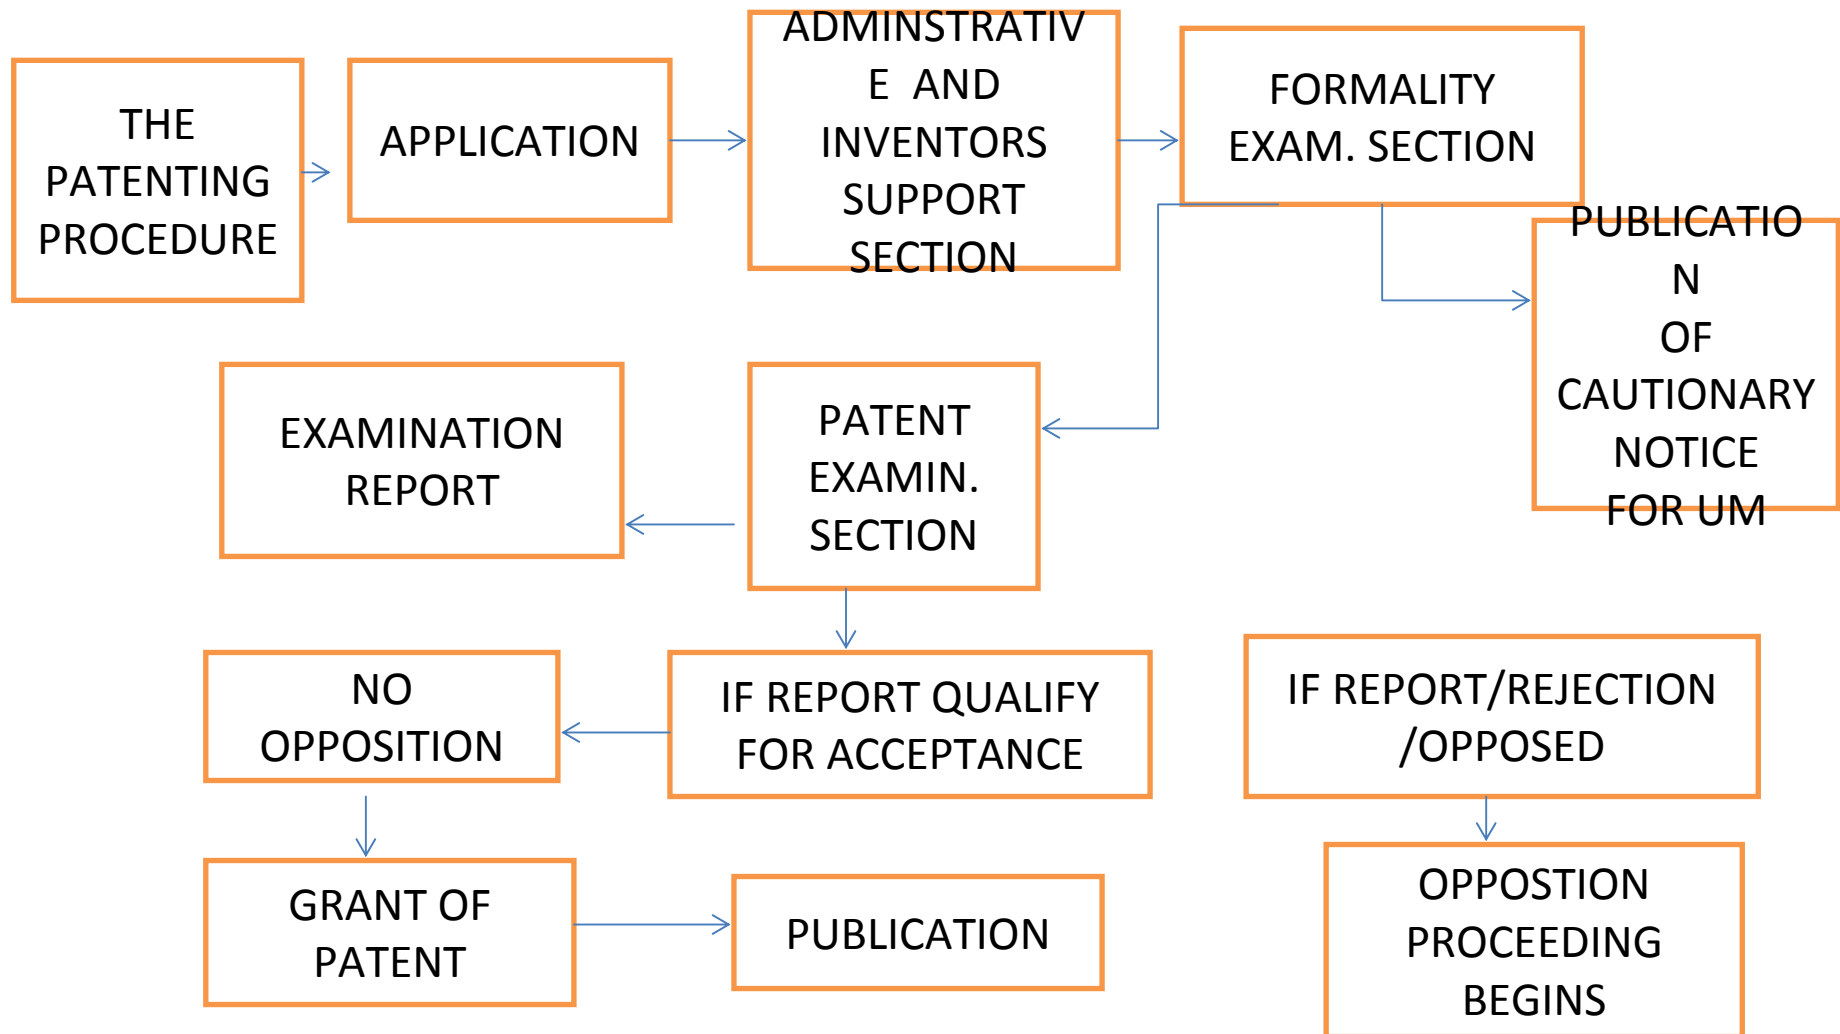 THE
PATENTING
PROCEDURE
APPLICATION
ADMINSTRATIV
E AND
INVENTORS
SUPPORT
SECTION
FORMALITY
EXAM. SECTION
PUBLICATIO
N
OF
CAUTIONARY
NOTICE
FOR UM
EXAMINATION
REPORT
PATENT
EXAMIN.
SECTION
NO
OPPOSITION
IF REPORT QUALIFY
FOR ACCEPTANCE
IF REPORT/REJECTION
/OPPOSED
GRANT OF
PATENT
PUBLICATION
OPPOSTION
PROCEEDING
BEGINS